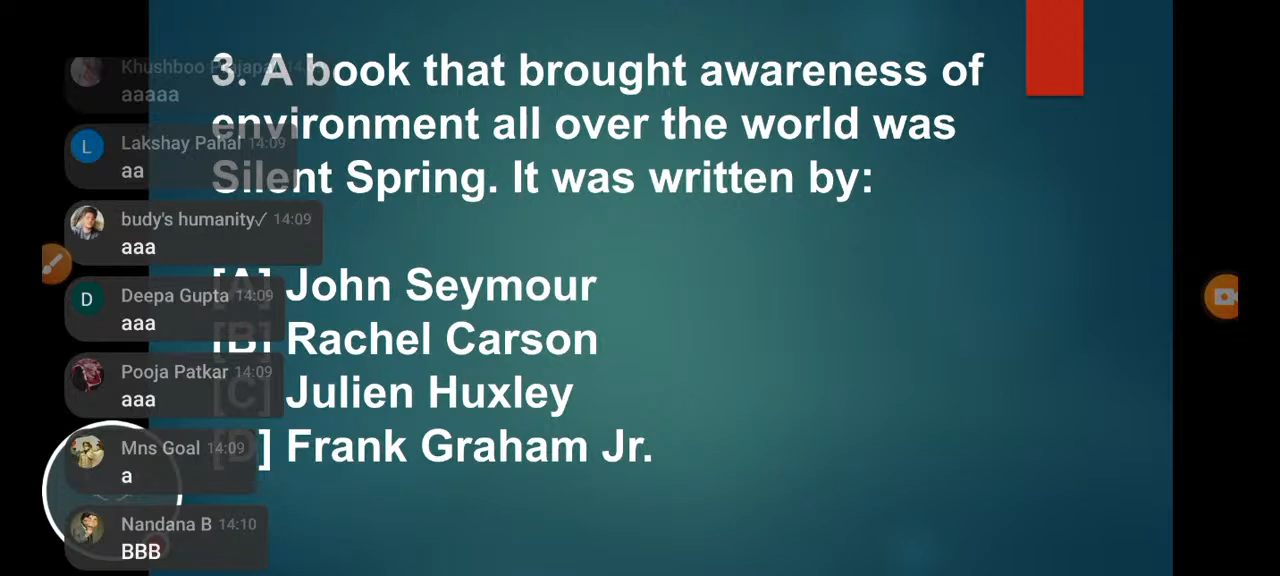 3. A book that brought awareness of
environment all over the world was
Silent Spring. It was written by:
[A] John Seymour
[B] Rachel Carson
[C] Julien Huxley
[D] Frank Graham Jr.
Khushboo
aaaaa
Lakshay Pahal 14:09
aa
budy's humanity✓ 14:09
aaa
Deepa Gupta 14:09
aaa
Pooja Patkar 14:09
aaa
Mns Goal 14:09
a
Nandana B 14:10
BBB
L
D